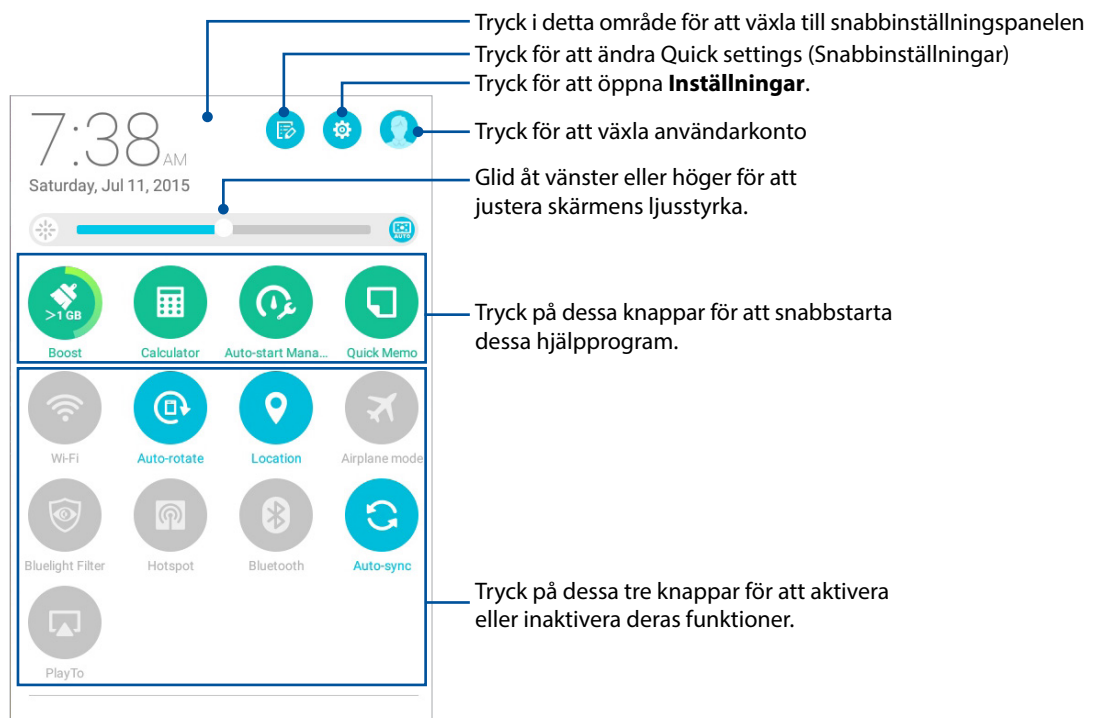 Tryck i detta område för att växla till snabbinställningspanelen
Tryck för att ändra Quick settings (Snabbinställningar)
Tryck för att öppna Inställningar.
7:38 AM
Tryck för att växla användarkonto
Saturday, Jul 11, 2015
Glid åt vänster eller höger för att
justera skärmens ljusstyrka.
AUTO
>1 GB
Boost Calculator Auto-start Mana... Quick Memo
Tryck på dessa knappar för att snabbstarta
dessa hjälpprogram.
Wi-Fi Auto-rotate Location Airplane mode
Bluelight Filter Hotspot Bluetooth Auto-sync
Tryck på dessa tre knappar för att aktivera
eller inaktivera deras funktioner.
PlayTo